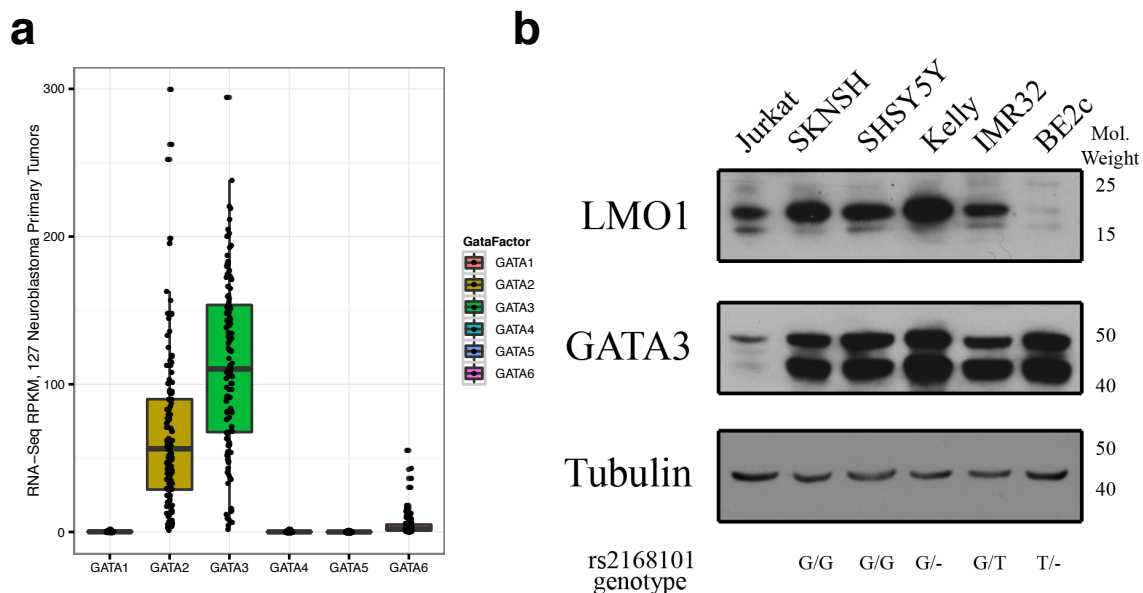 a
RNA-Seq RPKM, 127 Neuroblastoma Primary Tumors
300
200
100
0
GATA1
GATA2
GATA3
GATA4
GATA5
GATA6
GataFactor
GATA1
GATA2
GATA3
GATA4
GATA5
GATA6
b
Jurkat
SKNSH
SHSY5Y
Kelly
IMR32
BE2c
Mol.
Weight
LMO1
25
15
GATA3
50
40
Tubulin
50
40
rs2168101
genotype
G/G
G/G
G/-
G/T
T/-